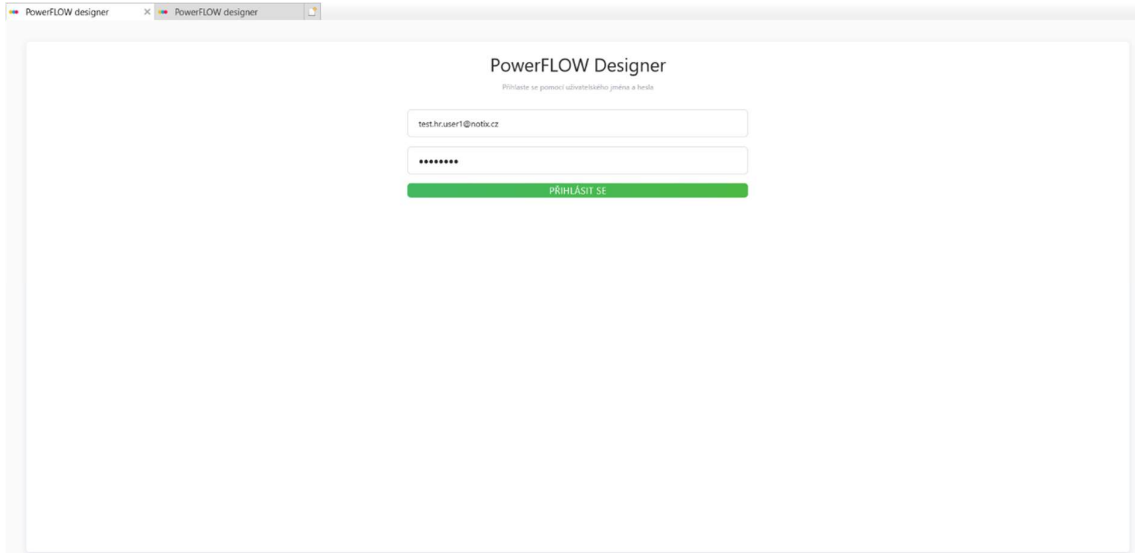 PowerFLOW designer
PowerFLOW designer
PowerFLOW Designer
Přihlaste se pomocí uživatelského jména a hesla
test.hr.user1@notix.cz
••••••••
PŘIHLÁSIT SE